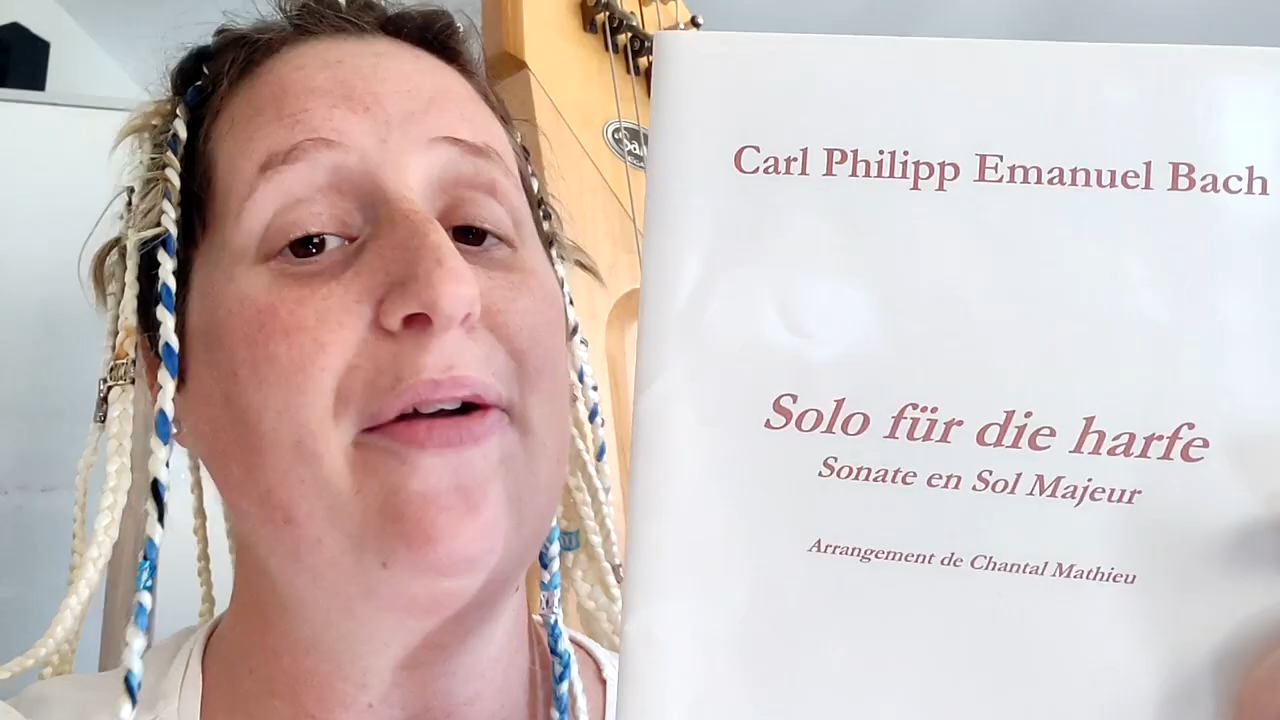 Carl Philipp Emanuel Bach
Solo für die harfe
Sonate en Sol Majeur
Arrangement de Chantal Mathieu